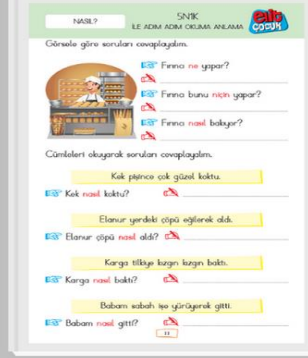 NASIL?
5N1K
İLE ADIM ADIM OKUMA ANLAMA
ÇOCUK
Görsele göre soruları cevaplayalım.
Fırıncı ne yapar?
Fırıncı bunu niçin yapar?
Fırıncı nasıl bakıyor?
Cümleleri okuyarak soruları cevaplayalım.
Kek pişince çok güzel koktu.
Kek nasıl koktu?
Elanur yerdeki çöpü eğilerek aldı.
Elanur çöpü nasıl aldı?
Karga tilkiye kızgın kızgın baktı.
Karga nasıl baktı?
Babam sabah işe yürüyerek gitti.
Babam nasıl gitti?
11